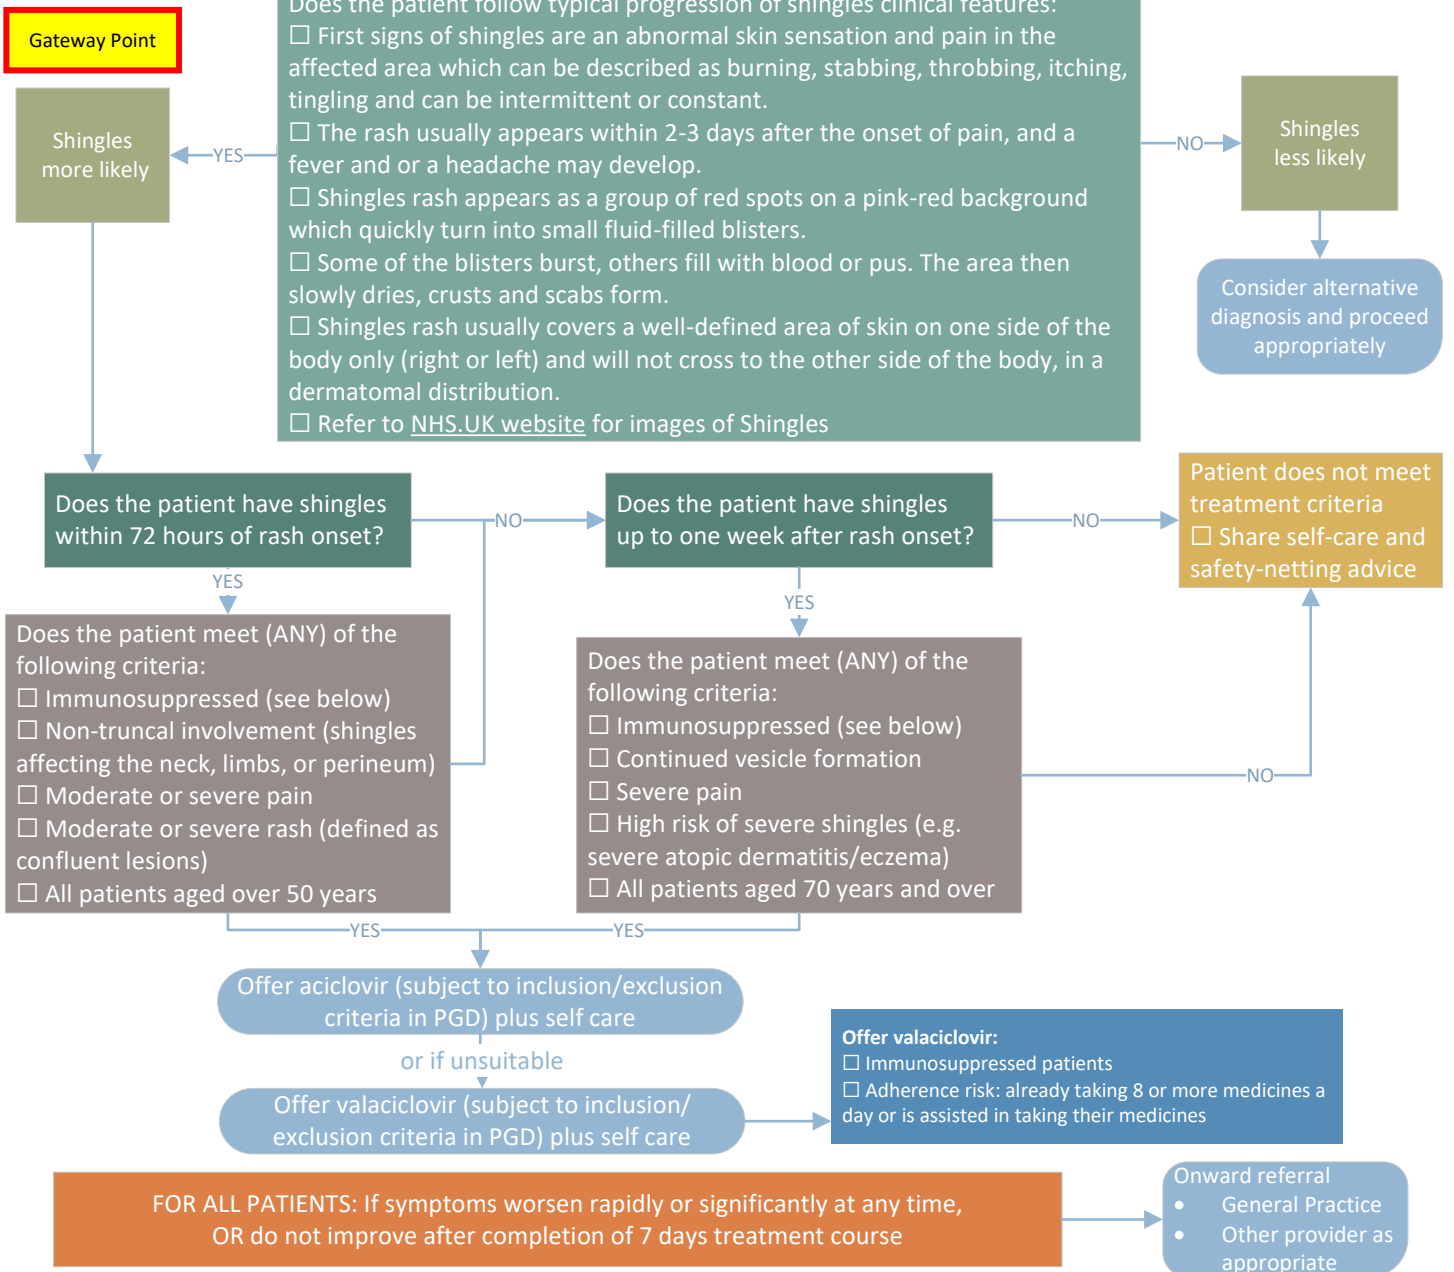 Does the patient follow typical progression of shingles clinical features:
Gateway Point
☐ First signs of shingles are an abnormal skin sensation and pain in the
affected area which can be described as burning, stabbing, throbbing, itching,
tingling and can be intermittent or constant.
☐ The rash usually appears within 2-3 days after the onset of pain, and a
fever and or a headache may develop.
☐ Shingles rash appears as a group of red spots on a pink-red background
which quickly turn into small fluid-filled blisters.
☐ Some of the blisters burst, others fill with blood or pus. The area then
slowly dries, crusts and scabs form.
☐ Shingles rash usually covers a well-defined area of skin on one side of the
body only (right or left) and will not cross to the other side of the body, in a
dermatomal distribution.
☐ Refer to NHS.UK website for images of Shingles
YES
Shingles
more likely
NO
Shingles
less likely
Consider alternative
diagnosis and proceed
appropriately
Does the patient have shingles
within 72 hours of rash onset?
NO
Does the patient have shingles
up to one week after rash onset?
NO
Patient does not meet
treatment criteria
☐ Share self-care and
safety-netting advice
YES
Does the patient meet (ANY) of the
following criteria:
☐ Immunosuppressed (see below)
☐ Non-truncal involvement (shingles
affecting the neck, limbs, or perineum)
☐ Moderate or severe pain
☐ Moderate or severe rash (defined as
confluent lesions)
☐ All patients aged over 50 years
YES
Does the patient meet (ANY) of the
following criteria:
☐ Immunosuppressed (see below)
☐ Continued vesicle formation
☐ Severe pain
☐ High risk of severe shingles (e.g.
severe atopic dermatitis/eczema)
☐ All patients aged 70 years and over
NO
YES
YES
Offer aciclovir (subject to inclusion/exclusion
criteria in PGD) plus self care
or if unsuitable
Offer valaciclovir (subject to inclusion/
exclusion criteria in PGD) plus self care
Offer valaciclovir:
☐ Immunosuppressed patients
☐ Adherence risk: already taking 8 or more medicines a
day or is assisted in taking their medicines
FOR ALL PATIENTS: If symptoms worsen rapidly or significantly at any time,
OR do not improve after completion of 7 days treatment course
Onward referral
• General Practice
• Other provider as
appropriate